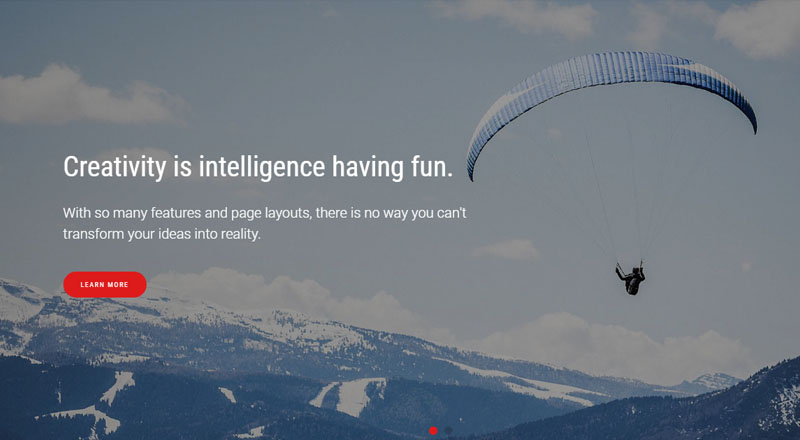 Creativity is intelligence having fun.
With so many features and page layouts, there is no way you can't
transform your ideas into reality.
LEARN MORE